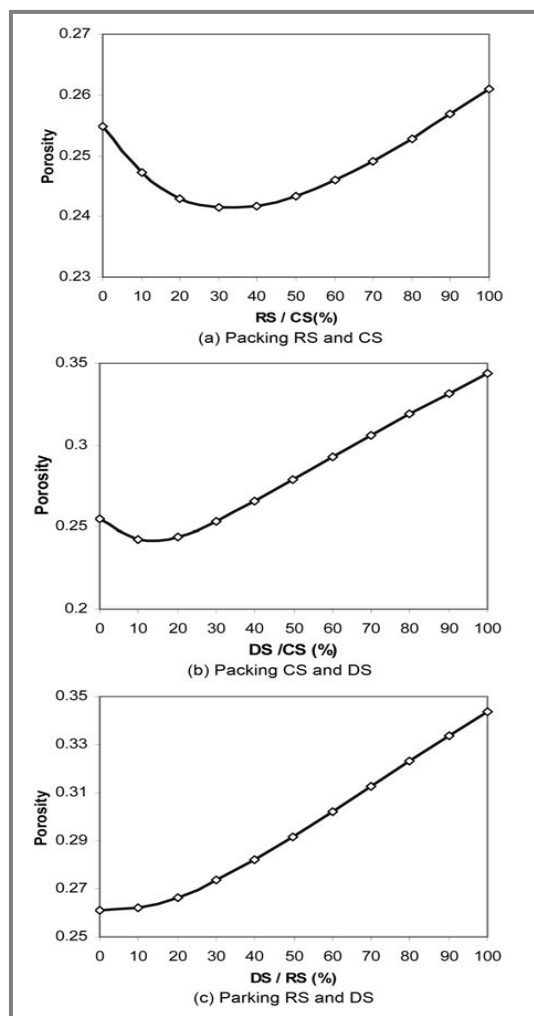 0.27
0.26
0.25
0.24
0.23
Porosity
0 10 20 30 40 50 60 70 80 90 100
RS / CS(%)
(a) Packing RS and CS
0.35
0.3
0.25
0.2
Porosity
0 10 20 30 40 50 60 70 80 90 100
DS /CS (%)
(b) Packing CS and DS
0.35
0.33
0.31
0.29
0.27
0.25
Porosity
0 10 20 30 40 50 60 70 80 90 100
DS / RS (%)
(c) Parking RS and DS